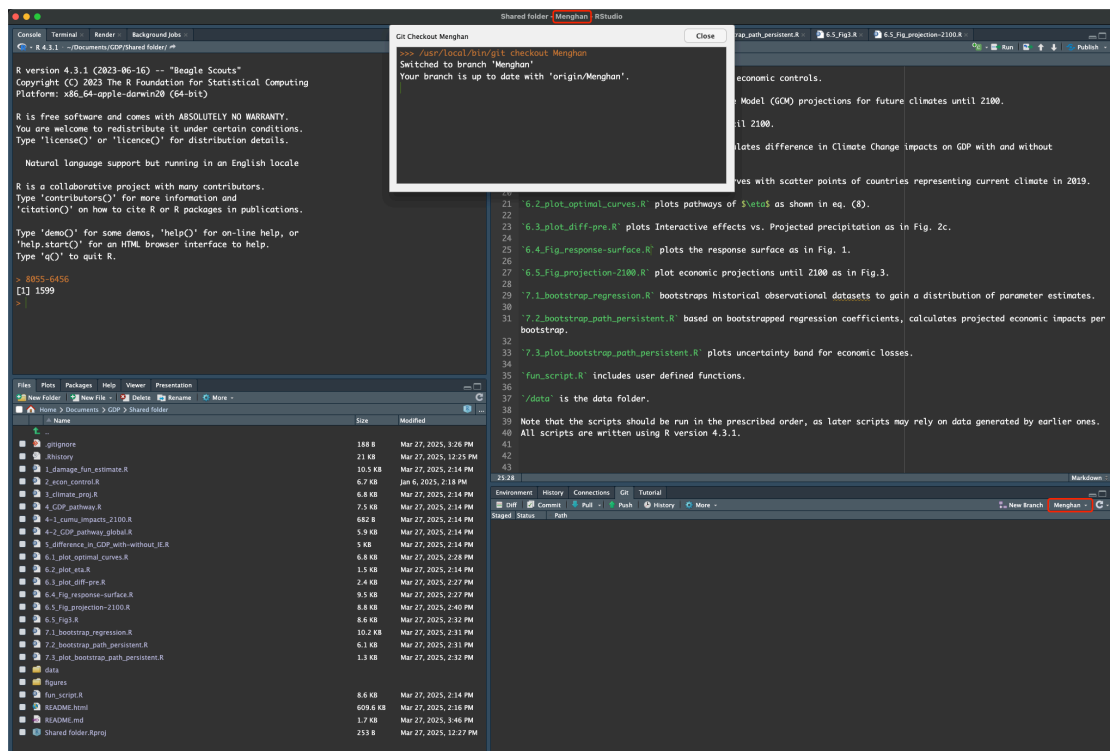 Shared folder - Menghan - RStudio
Console Terminal Render Background Jobs
R 4.3.1 · ~/Documents/GDP/Shared folder/
R version 4.3.1 (2023-06-16) -- "Beagle Scouts"
Copyright (C) 2023 The R Foundation for Statistical Computing
Platform: x86_64-apple-darwin20 (64-bit)
R is free software and comes with ABSOLUTELY NO WARRANTY.
You are welcome to redistribute it under certain conditions.
Type 'license()' or 'licence()' for distribution details.
Natural language support but running in an English locale
R is a collaborative project with many contributors.
Type 'contributors()' for more information and
'citation()' on how to cite R or R packages in publications.
Type 'demo()' for some demos, 'help()' for on-line help, or
'help.start()' for an HTML browser interface to help.
Type 'q()' to quit R.
> 8055-6456
[1] 1599
>
Git Checkout Menghan
Close
>>> /usr/local/bin/git checkout Menghan
Switched to branch 'Menghan'
Your branch is up to date with 'origin/Menghan'.
rap_path_persistent.R 6.5_Fig3.R 6.5_Fig_projection-2100.R
Run Publish
economic controls.
Model (GCM) projections for future climates until 2100.
il 2100.
lates difference in Climate Change impacts on GDP with and without
ves with scatter points of countries representing current climate in 2019.
20
21 `6.2_plot_optimal_curves.R` plots pathways of $\eta$ as shown in eq. (8).
22
23 `6.3_plot_diff-pre.R` plots Interactive effects vs. Projected precipitation as in Fig. 2c.
24
25 `6.4_Fig_response-surface.R` plots the response surface as in Fig. 1.
26
27 `6.5_Fig_projection-2100.R` plot economic projections until 2100 as in Fig.3.
28
29 `7.1_bootstrap_regression.R` bootstraps historical observational datasets to gain a distribution of parameter estimates.
30
31 `7.2_bootstrap_path_persistent.R` based on bootstrapped regression coefficients, calculates projected economic impacts per
bootstrap.
32
33 `7.3_plot_bootstrap_path_persistent.R` plots uncertainty band for economic losses.
34
35 `fun_script.R` includes user defined functions.
36
37 `/data` is the data folder.
38
39 Note that the scripts should be run in the prescribed order, as later scripts may rely on data generated by earlier ones.
40 All scripts are written using R version 4.3.1.
41
42
43
25:28 Markdown
Files Plots Packages Help Viewer Presentation
New Folder New File Delete Rename More
Home > Documents > GDP > Shared folder
Name Size Modified
..
.gitignore 188 B Mar 27, 2025, 3:26 PM
.Rhistory 21 KB Mar 27, 2025, 12:25 PM
1_damage_fun_estimate.R 10.5 KB Mar 27, 2025, 2:14 PM
2_econ_control.R 6.7 KB Jan 6, 2025, 2:18 PM
3_climate_proj.R 6.8 KB Mar 27, 2025, 2:14 PM
4_GDP_pathway.R 7.5 KB Mar 27, 2025, 2:14 PM
4-1_cumu_impacts_2100.R 682 B Mar 27, 2025, 2:14 PM
4-2_GDP_pathway_global.R 5.9 KB Mar 27, 2025, 2:14 PM
5_difference_in_GDP_with-without_IE.R 5 KB Mar 27, 2025, 2:14 PM
6.1_plot_optimal_curves.R 6.8 KB Mar 27, 2025, 2:28 PM
6.2_plot_eta.R 1.5 KB Mar 27, 2025, 2:14 PM
6.3_plot_diff-pre.R 2.4 KB Mar 27, 2025, 2:27 PM
6.4_Fig_response-surface.R 9.5 KB Mar 27, 2025, 2:27 PM
6.5_Fig_projection-2100.R 8.8 KB Mar 27, 2025, 2:40 PM
6.5_Fig3.R 8.6 KB Mar 27, 2025, 2:32 PM
7.1_bootstrap_regression.R 10.2 KB Mar 27, 2025, 2:31 PM
7.2_bootstrap_path_persistent.R 6.1 KB Mar 27, 2025, 2:31 PM
7.3_plot_bootstrap_path_persistent.R 1.3 KB Mar 27, 2025, 2:32 PM
data
figures
fun_script.R 8.6 KB Mar 27, 2025, 2:14 PM
README.html 609.6 KB Mar 27, 2025, 2:16 PM
README.md 1.7 KB Mar 27, 2025, 3:46 PM
Shared folder.Rproj 253 B Mar 27, 2025, 12:27 PM
Environment History Connections Git Tutorial
Diff Commit Pull Push History More New Branch Menghan
Staged Status Path